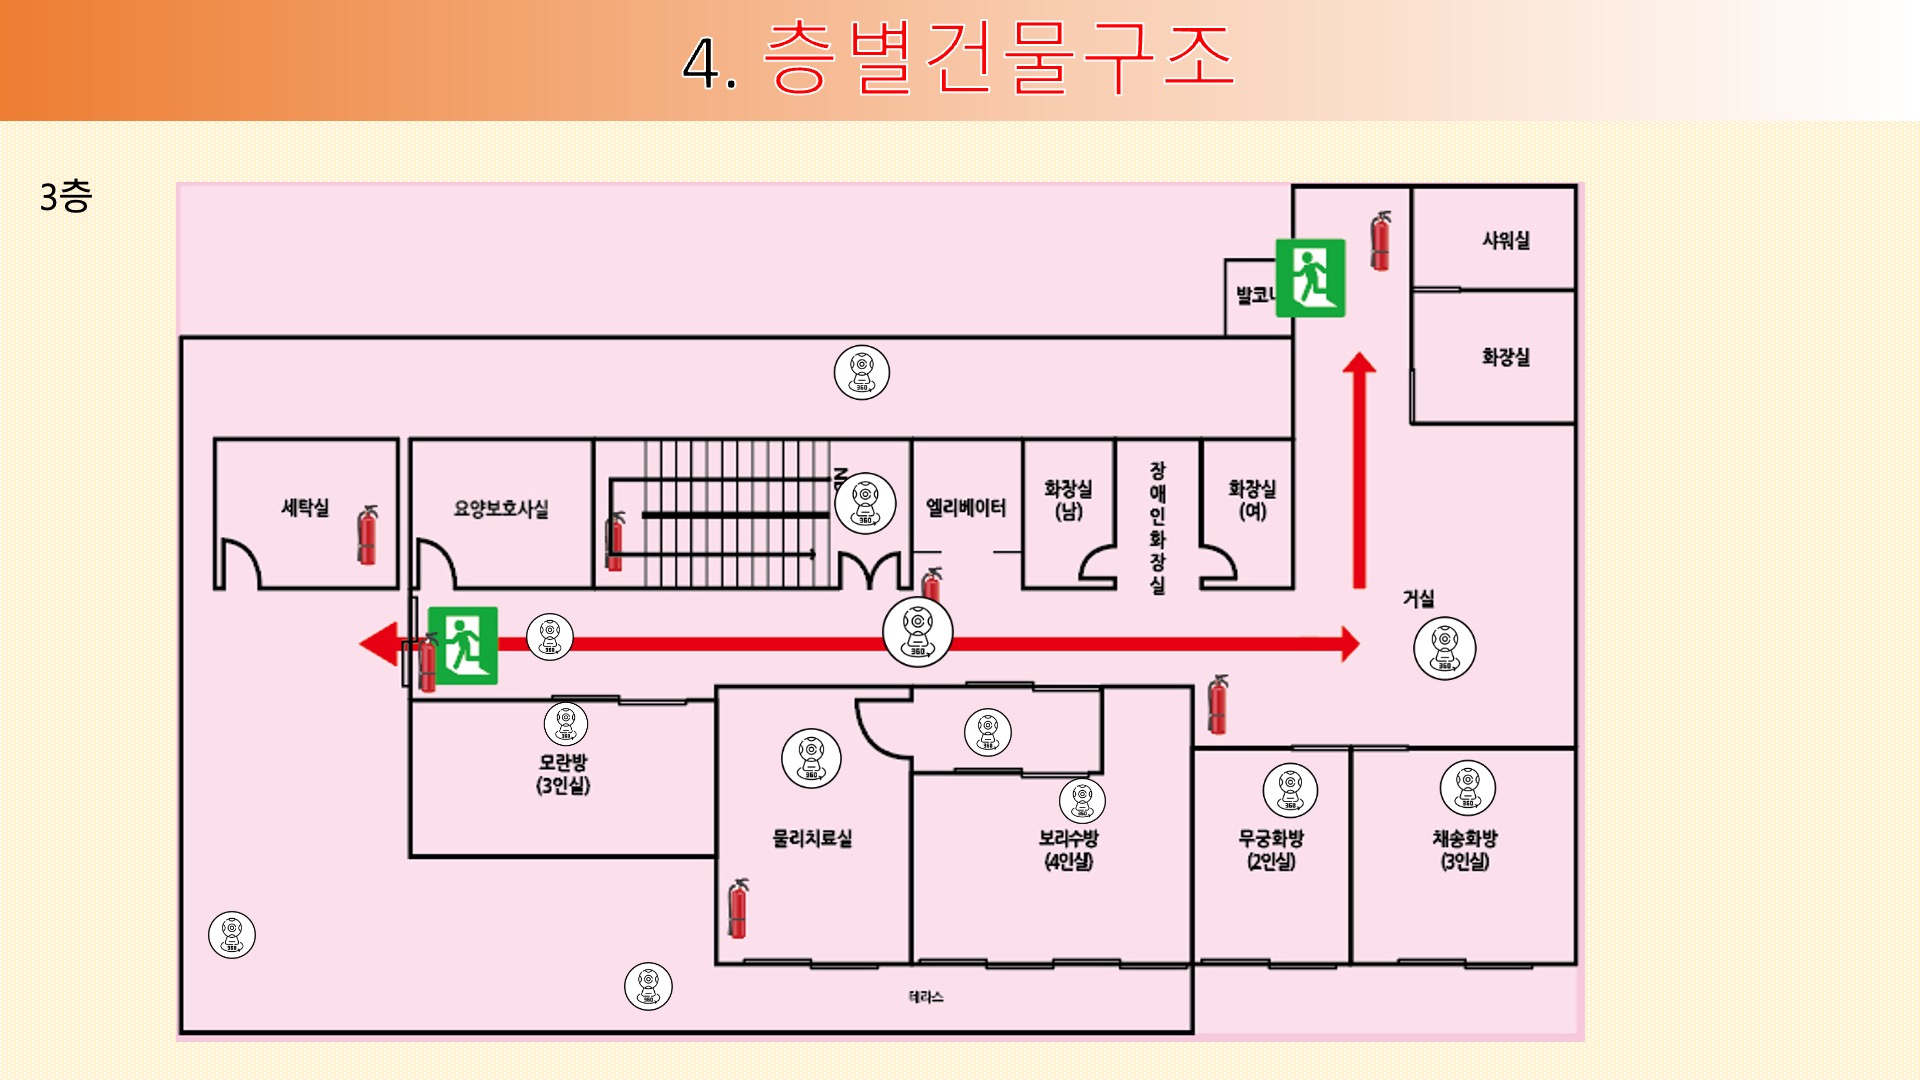 4. 층별건물구조
3층
샤워실
발코니
화장실
세탁실
요양보호사실
엘리베이터
화장실
(남)
장애인화장실
화장실
(여)
거실
모란방
(3인실)
물리치료실
보리수방
(4인실)
무궁화방
(2인실)
채송화방
(3인실)
테라스